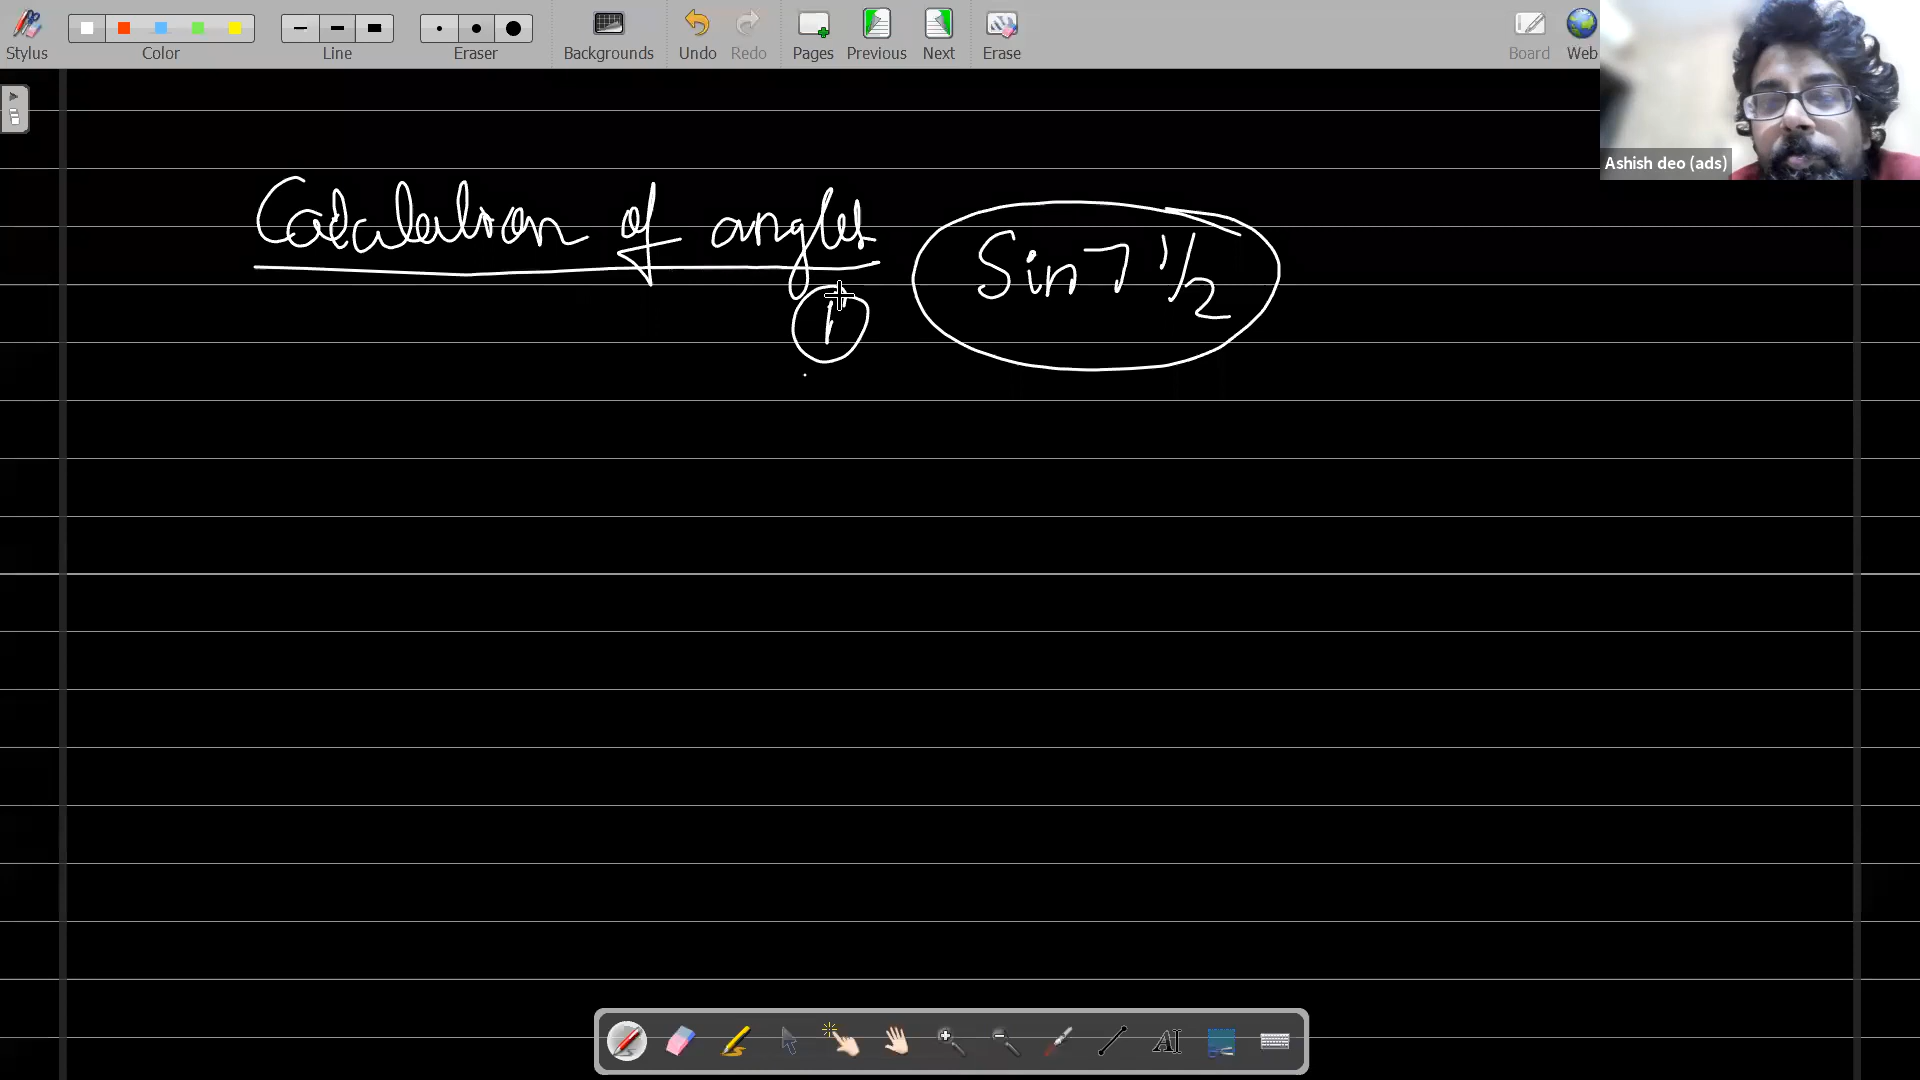 Stylus Color Line Eraser Backgrounds Undo Redo Pages Previous Next Erase Board Web
Ashish deo (ads)
Calculation of angles
Sin 7 1/2
1
AI